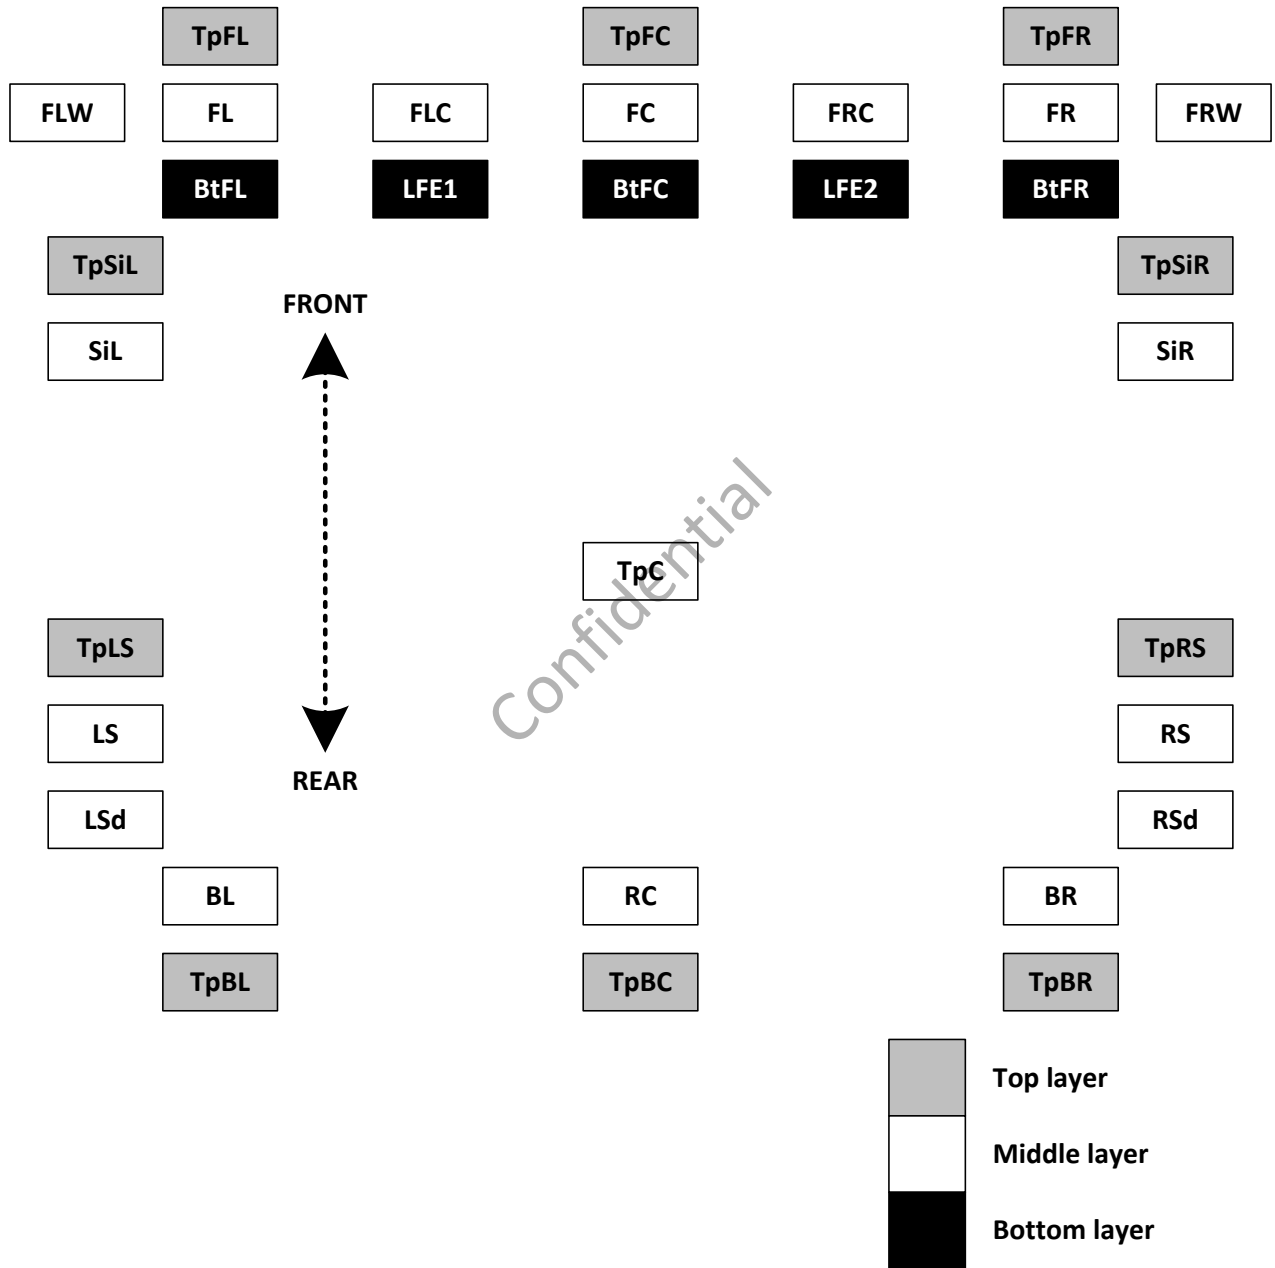 TpFL TpFC TpFR
FLW FL FLC FC FRC FR FRW
BtFL LFE1 BtFC LFE2 BtFR
TpSiL TpSiR
FRONT
SiL SiR
TpC
Confidential
TpLS TpRS
LS RS
REAR
LSd RSd
BL RC BR
TpBL TpBC TpBR
Top layer
Middle layer
Bottom layer